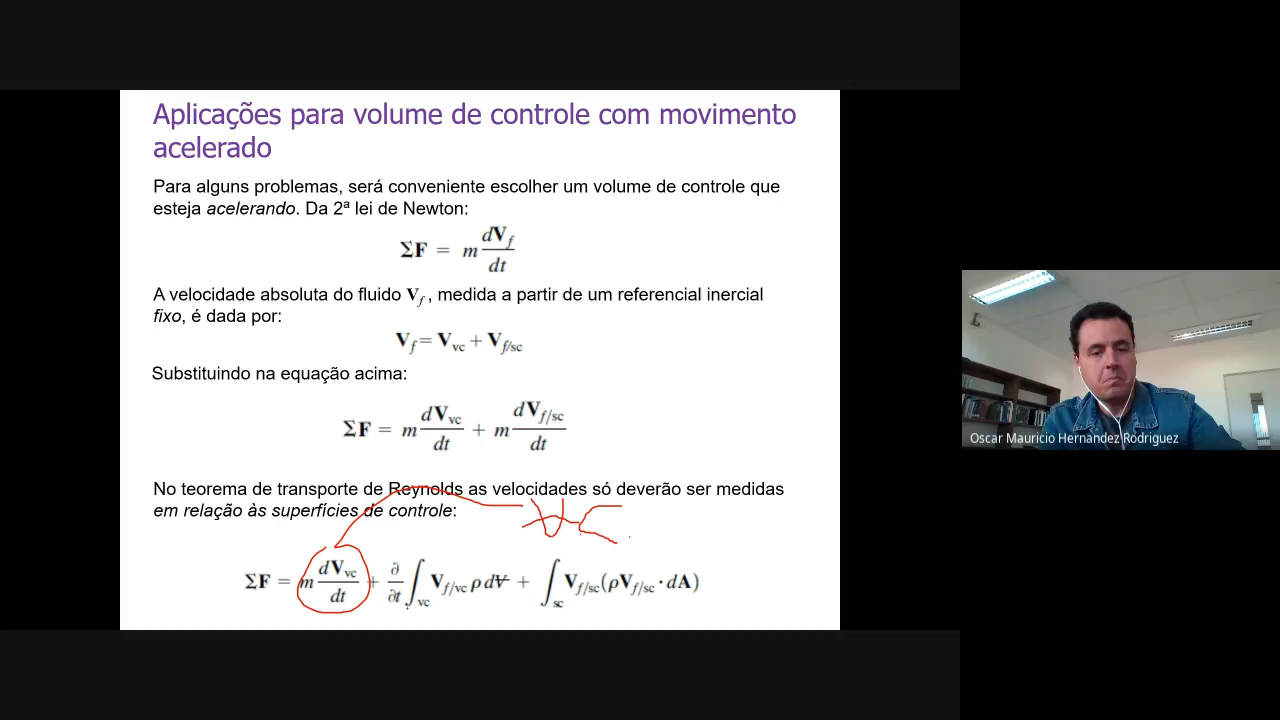 Aplicações para volume de controle com movimento
acelerado
Para alguns problemas, será conveniente escolher um volume de controle que
esteja acelerando. Da 2ª lei de Newton:
ΣF = m dV_f/dt
A velocidade absoluta do fluido V_f , medida a partir de um referencial inercial
fixo, é dada por:
V_f = V_vc + V_f/sc
Substituindo na equação acima:
ΣF = m dV_vc/dt + m dV_f/sc/dt
No teorema de transporte de Reynolds as velocidades só deverão ser medidas
em relação às superfícies de controle:
V̶C
ΣF = m dV_vc/dt + ∂/∂t ∫_vc V_f/vc ρ dV̶ + ∫_sc V_f/sc (ρV_f/sc · dA)
Oscar Mauricio Hernandez Rodriguez